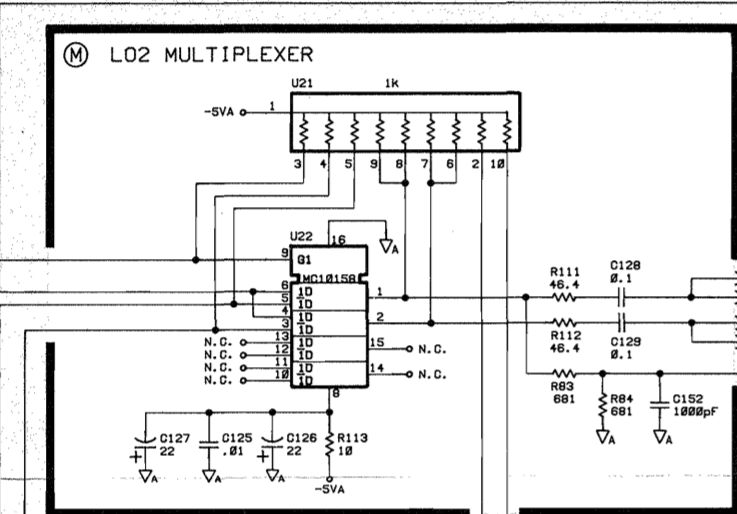 M LO2 MULTIPLEXER
U21 1k
-5VA 1
3 4 5 9 8 7 6 2 10
U22
16
A
9 G1
MC10158
6 1D
5 1D
4 1D
3 1D
N.C. 13 1D
N.C. 12 1D
N.C. 11 1D
N.C. 10 1D
1
2
15 N.C.
14 N.C.
8
R111
46.4
C128
0.1
R112
46.4
C129
0.1
R83
681
R84
681
C152
1000pF
A A
C127
22
C125
.01
C126
22
R113
10
+ +
A A A
-5VA